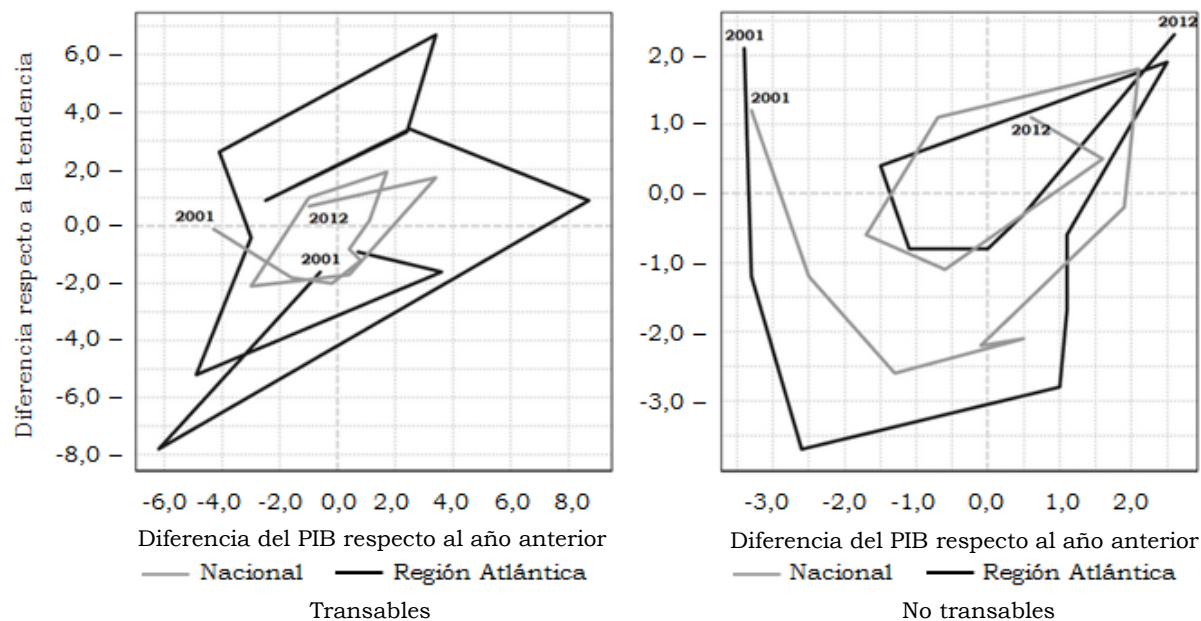 Diferencia respecto a la tendencia
6,0
4,0
2,0
0,0
-2,0
-4,0
-6,0
-8,0
2001
2012
2001
-6,0 -4,0 -2,0 0,0 2,0 4,0 6,0 8,0
Diferencia del PIB respecto al año anterior
Nacional Región Atlántica
Transables
2,0
1,0
0,0
-1,0
-2,0
-3,0
2001
2012
2001
2012
-3,0 -2,0 -1,0 0,0 1,0 2,0
Diferencia del PIB respecto al año anterior
Nacional Región Atlántica
No transables